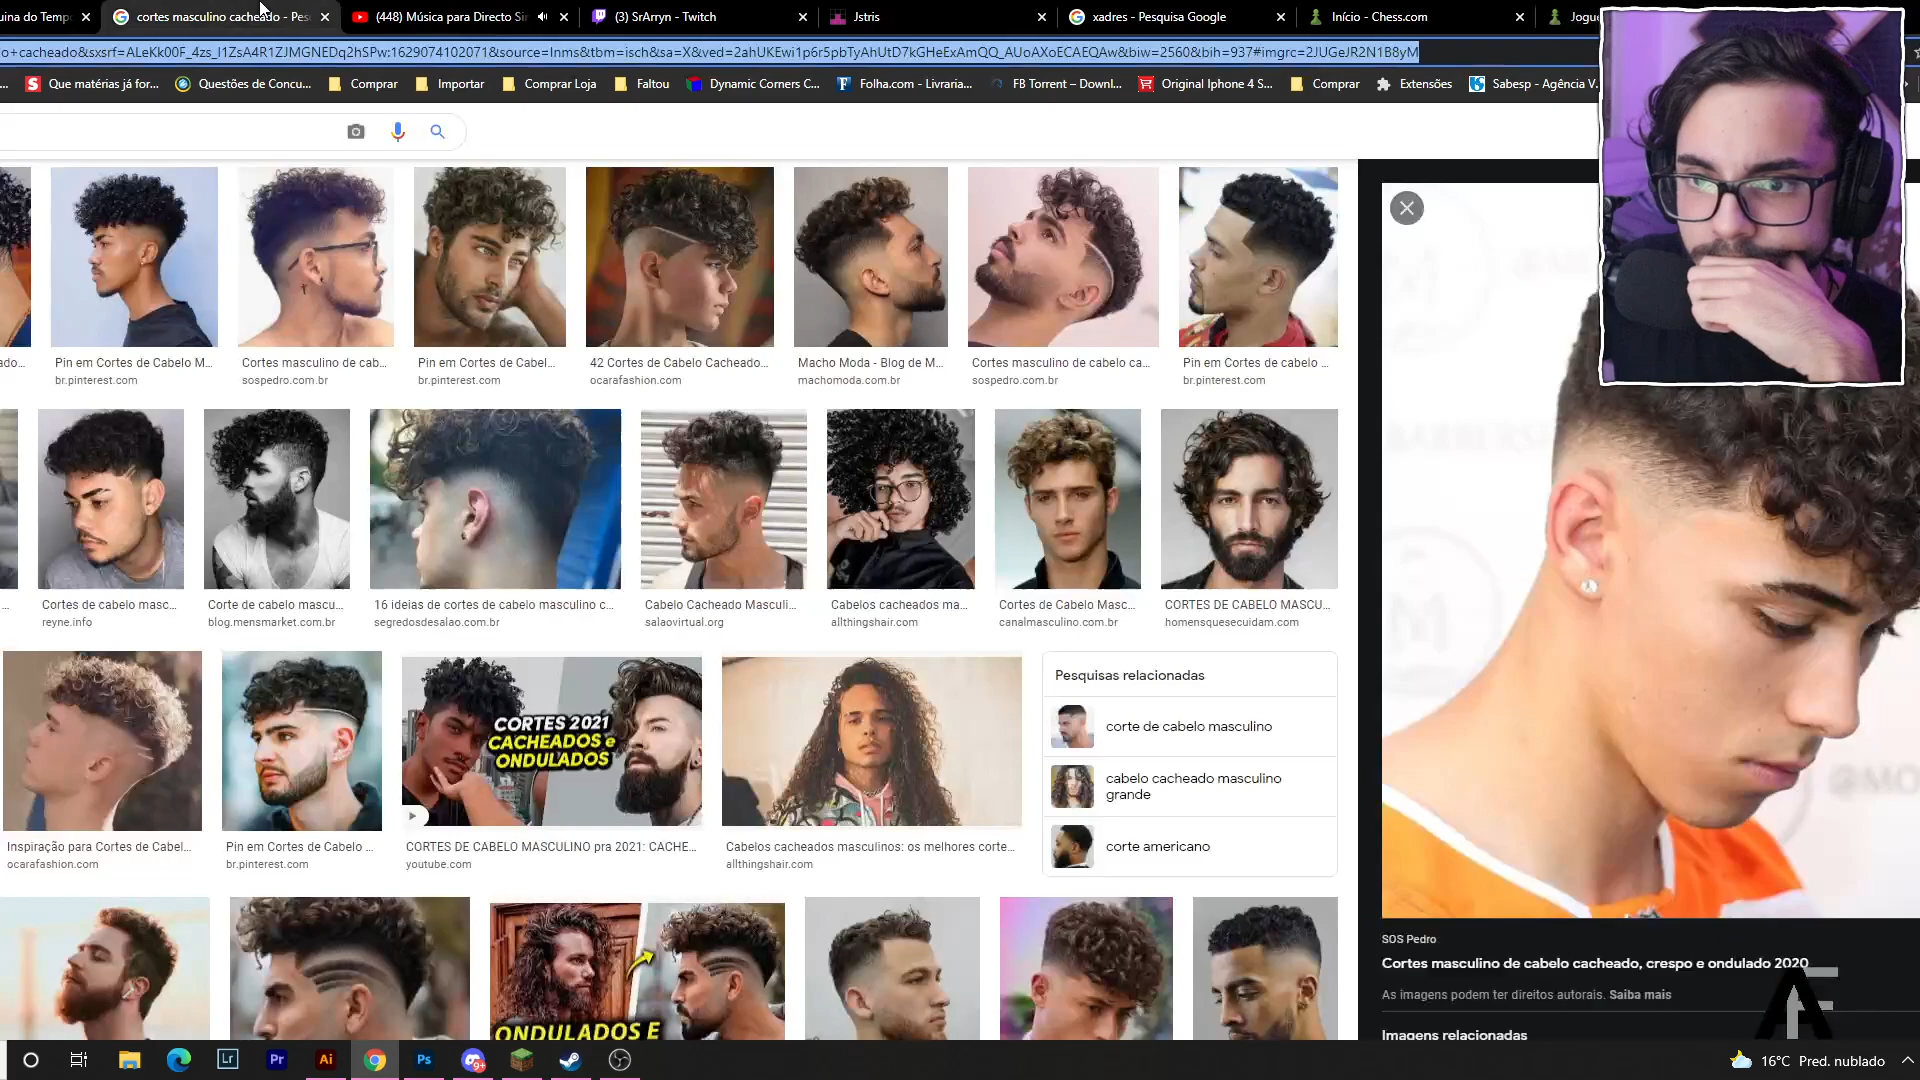 uina do Tempo
cortes masculino cacheado - Pes
(448) Música para Directo Sin
(3) SrArryn - Twitch
Jstris
xadres - Pesquisa Google
Início - Chess.com
Jogue
o+cacheado&sxsrf=ALeKk00F_4zs_l1ZsA4R1ZJMGNEDq2hSPw:1629074102071&source=lnms&tbm=isch&sa=X&ved=2ahUKEwi1p6r5pbTyAhUtD7kGHeExAmQQ_AUoAXoECAEQAw&biw=2560&bih=937#imgrc=2JUGeJR2N1B8yM
Que matérias já for...
Questões de Concu...
Comprar
Importar
Comprar Loja
Faltou
Dynamic Corners C...
Folha.com - Livraria...
FB Torrent – Downl...
Original Iphone 4 S...
Comprar
Extensões
Sabesp - Agência V.
ado...
Pin em Cortes de Cabelo M...
br.pinterest.com
Cortes masculino de cab...
sospedro.com.br
Pin em Cortes de Cabel...
br.pinterest.com
42 Cortes de Cabelo Cacheado...
ocarafashion.com
Macho Moda - Blog de M...
machomoda.com.br
Cortes masculino de cabelo ca...
sospedro.com.br
Pin em Cortes de cabelo ...
br.pinterest.com
...
Cortes de cabelo masc...
reyne.info
Corte de cabelo mascu...
blog.mensmarket.com.br
16 ideias de cortes de cabelo masculino c...
segredosdesalao.com.br
Cabelo Cacheado Masculi...
salaovirtual.org
Cabelos cacheados ma...
allthingshair.com
Cortes de Cabelo Masc...
canalmasculino.com.br
CORTES DE CABELO MASCU...
homensquesecuidam.com
CORTES 2021
CACHEADOS e
ONDULADOS
Inspiração para Cortes de Cabel...
ocarafashion.com
Pin em Cortes de Cabelo ...
br.pinterest.com
CORTES DE CABELO MASCULINO pra 2021: CACHE...
youtube.com
Cabelos cacheados masculinos: os melhores corte...
allthingshair.com
Pesquisas relacionadas
corte de cabelo masculino
cabelo cacheado masculino
grande
corte americano
ONDULADOS E
@MO
SOS Pedro
Cortes masculino de cabelo cacheado, crespo e ondulado 2020
As imagens podem ter direitos autorais. Saiba mais
Imagens relacionadas
Lr
Pr
Ai
Ps
9+
16°C Pred. nublado